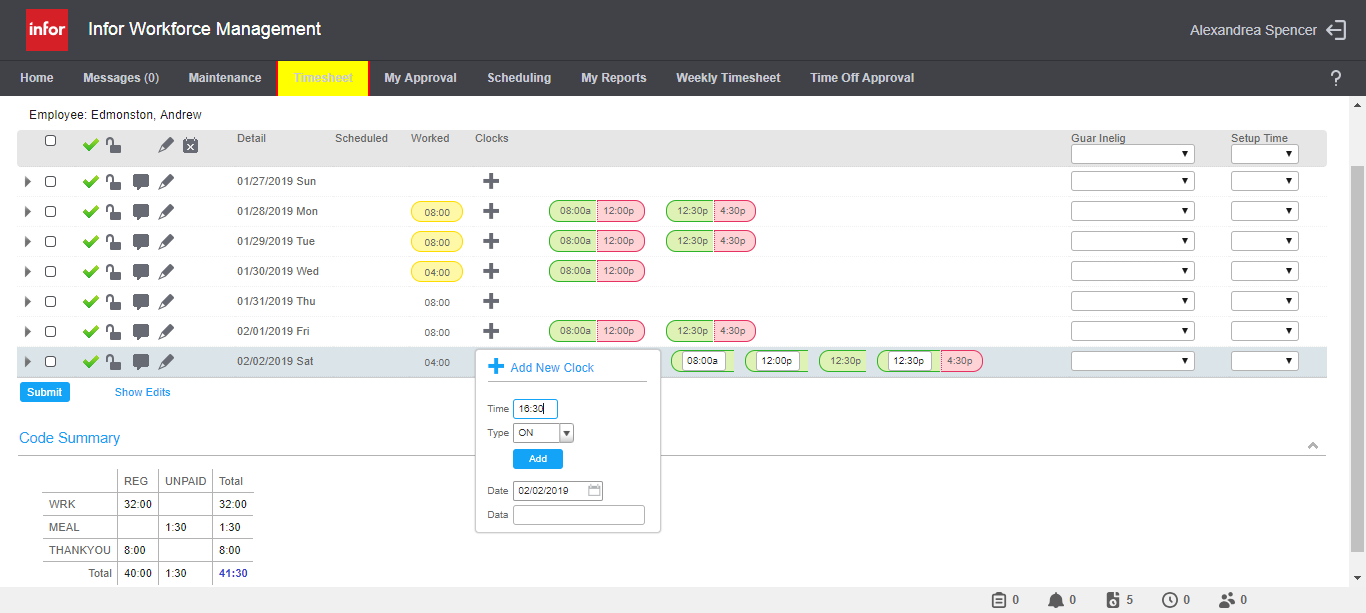 infor Infor Workforce Management Alexandrea Spencer
Home Messages (0) Maintenance Timesheet My Approval Scheduling My Reports Weekly Timesheet Time Off Approval ?
Employee: Edmonston, Andrew
Detail Scheduled Worked Clocks Guar Inelig Setup Time
01/27/2019 Sun
01/28/2019 Mon 08:00 08:00a 12:00p 12:30p 4:30p
01/29/2019 Tue 08:00 08:00a 12:00p 12:30p 4:30p
01/30/2019 Wed 04:00 08:00a 12:00p
01/31/2019 Thu 08:00
02/01/2019 Fri 08:00 08:00a 12:00p 12:30p 4:30p
02/02/2019 Sat 04:00 08:00a 12:00p 12:30p 12:30p 4:30p
Add New Clock
Time 16:30
Type ON
Add
Date 02/02/2019
Data
Submit Show Edits
Code Summary
REG UNPAID Total
WRK 32:00 32:00
MEAL 1:30 1:30
THANKYOU 8:00 8:00
Total 40:00 1:30 41:30
0 0 5 0 0